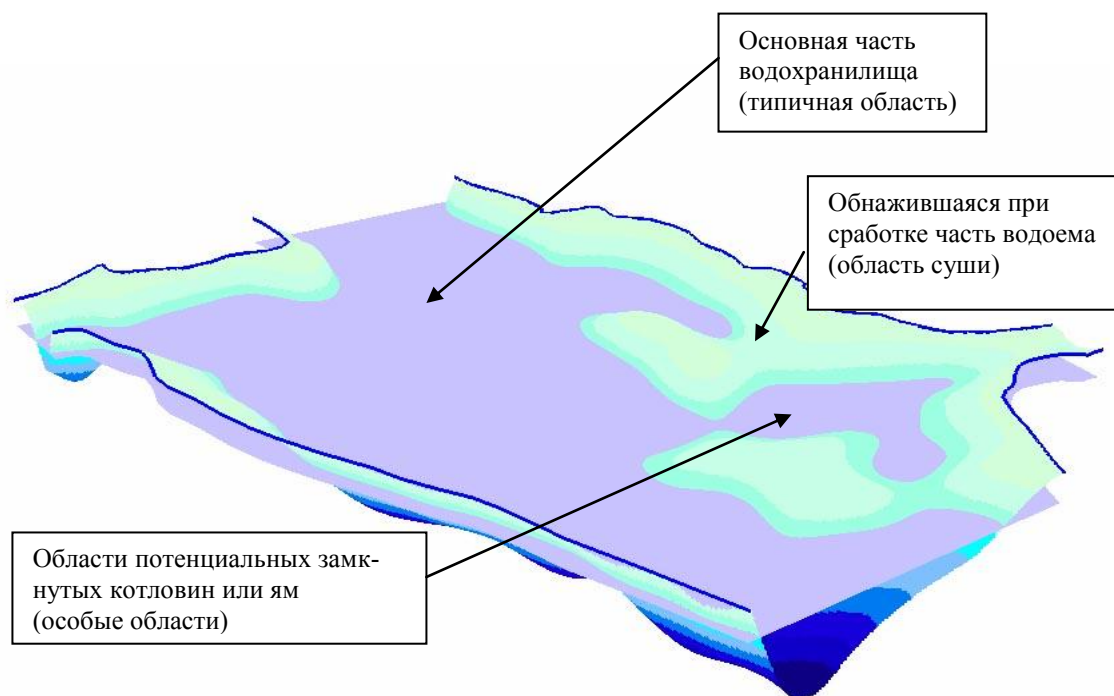 Основная часть
водохранилища
(типичная область)
Обнажившаяся при
сработке часть водоема
(область суши)
Области потенциальных замк-
нутых котловин или ям
(особые области)